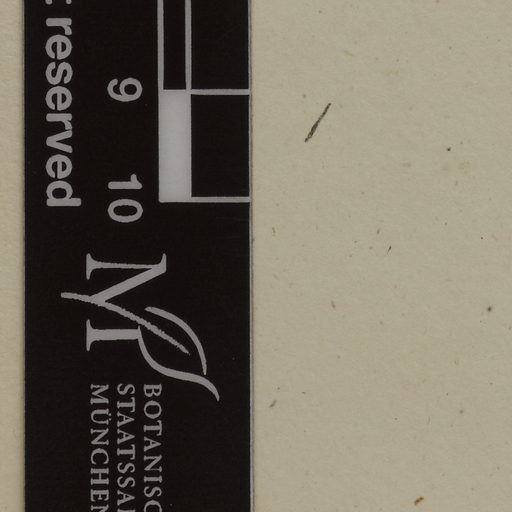 reserved
9 10
M
BOTANISC
STAATSSA
MÜNCHEN